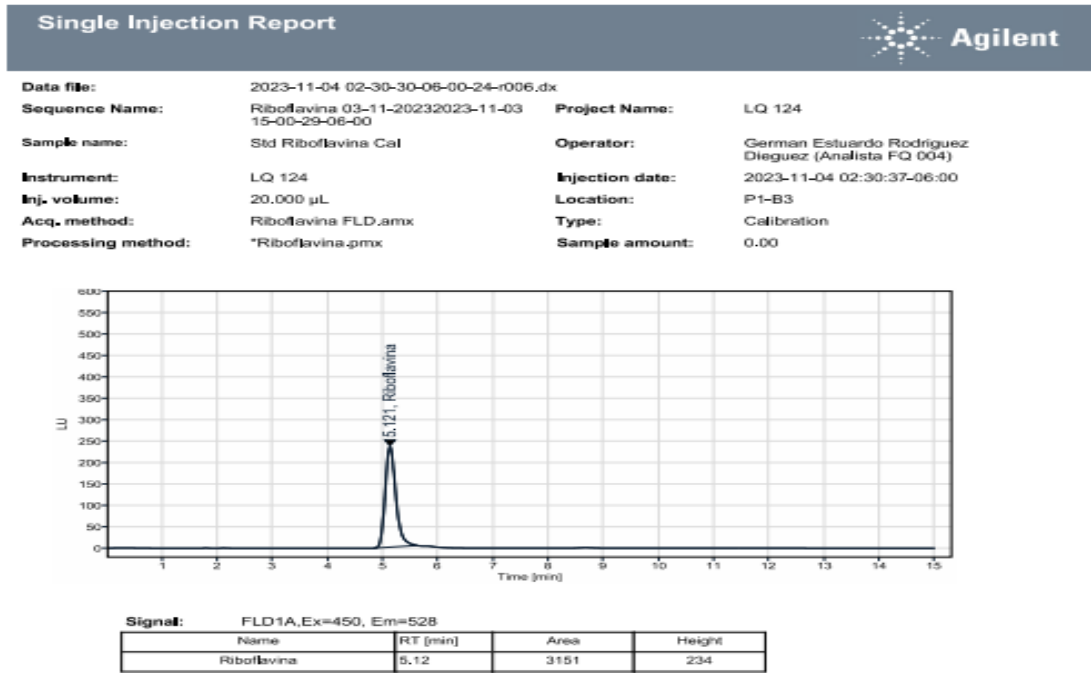 Single Injection Report
Agilent
Data file: 2023-11-04 02-30-30-06-00-24-r006.dx
Sequence Name: Riboflavina 03-11-20232023-11-03 Project Name: LQ 124
15-00-29-06-00
Sample name: Std Riboflavina Cal Operator: German Estuardo Rodriguez
Dieguez (Analista FQ 004)
Instrument: LQ 124 Injection date: 2023-11-04 02:30:37-06:00
Inj. volume: 20.000 µL Location: P1-B3
Acq. method: Riboflavina FLD.amx Type: Calibration
Processing method: *Riboflavina.pmx Sample amount: 0.00
600
550
500
450
400
350
300
250
200
150
100
50
0
LU
5.121, Riboflavina
1 2 3 4 5 6 7 8 9 10 11 12 13 14 15
Time [min]
Signal: FLD1A,Ex=450, Em=528
Name RT [min] Area Height
Riboflavina 5.12 3151 234